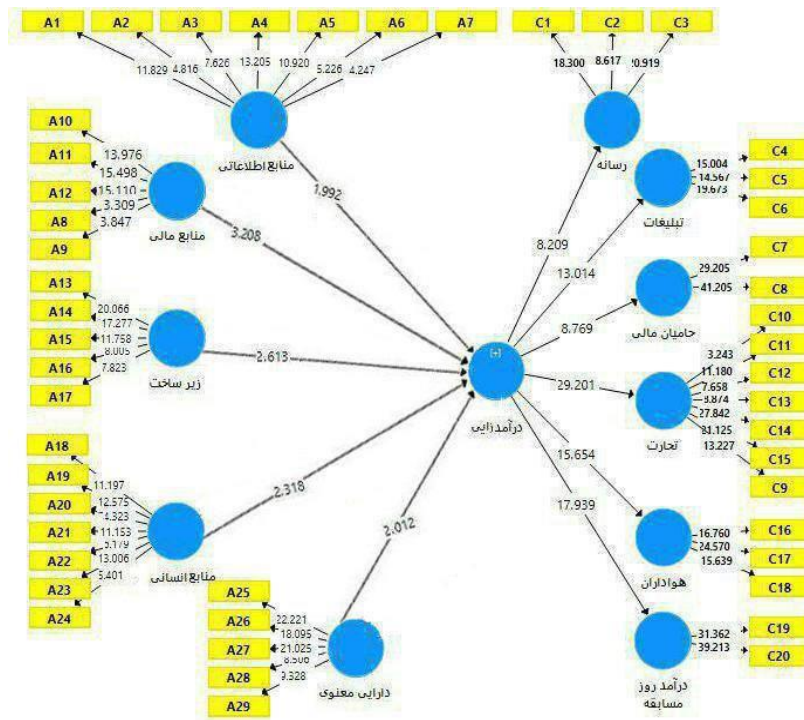 A1 A2 A3 A4 A5 A6 A7
11.829 4.816 7.626 13.205 10.920 5.226 4.247
منابع اطلاعاتی
C1 C2 C3
18.300 8.617
رسانه
A10
A11
A12
A8
A9
13.976
15.498
15.110
3.309
3.847
منابع مالی
C4
C5
C6
15.004
14.567
19.673
تبلیغات
1.992
3.208
8.209
13.014
C7
C8
29.205
41.205
حامیان مالی
A13
A14
A15
A16
A17
20.066
17.277
11.758
8.005
7.823
زیر ساخت
2.613
8.769
[+]
درآمدزایی
29.201
C10
C11
C12
C13
C14
C15
C9
3.243
11.180
7.658
27.842
13.227
A18
A19
A20
A21
A22
A23
A24
11.197
12.575
4.323
11.153
5.179
13.006
5.401
منابع انسانی
2.318
2.012
15.654
17.939
C16
C17
C18
16.760
24.570
15.639
هواداران
A25
A26
A27
A28
A29
22.221
18.095
21.025
8.506
9.328
دارایی معنوی
C19
C20
31.362
39.213
درآمد روز
مسابقه